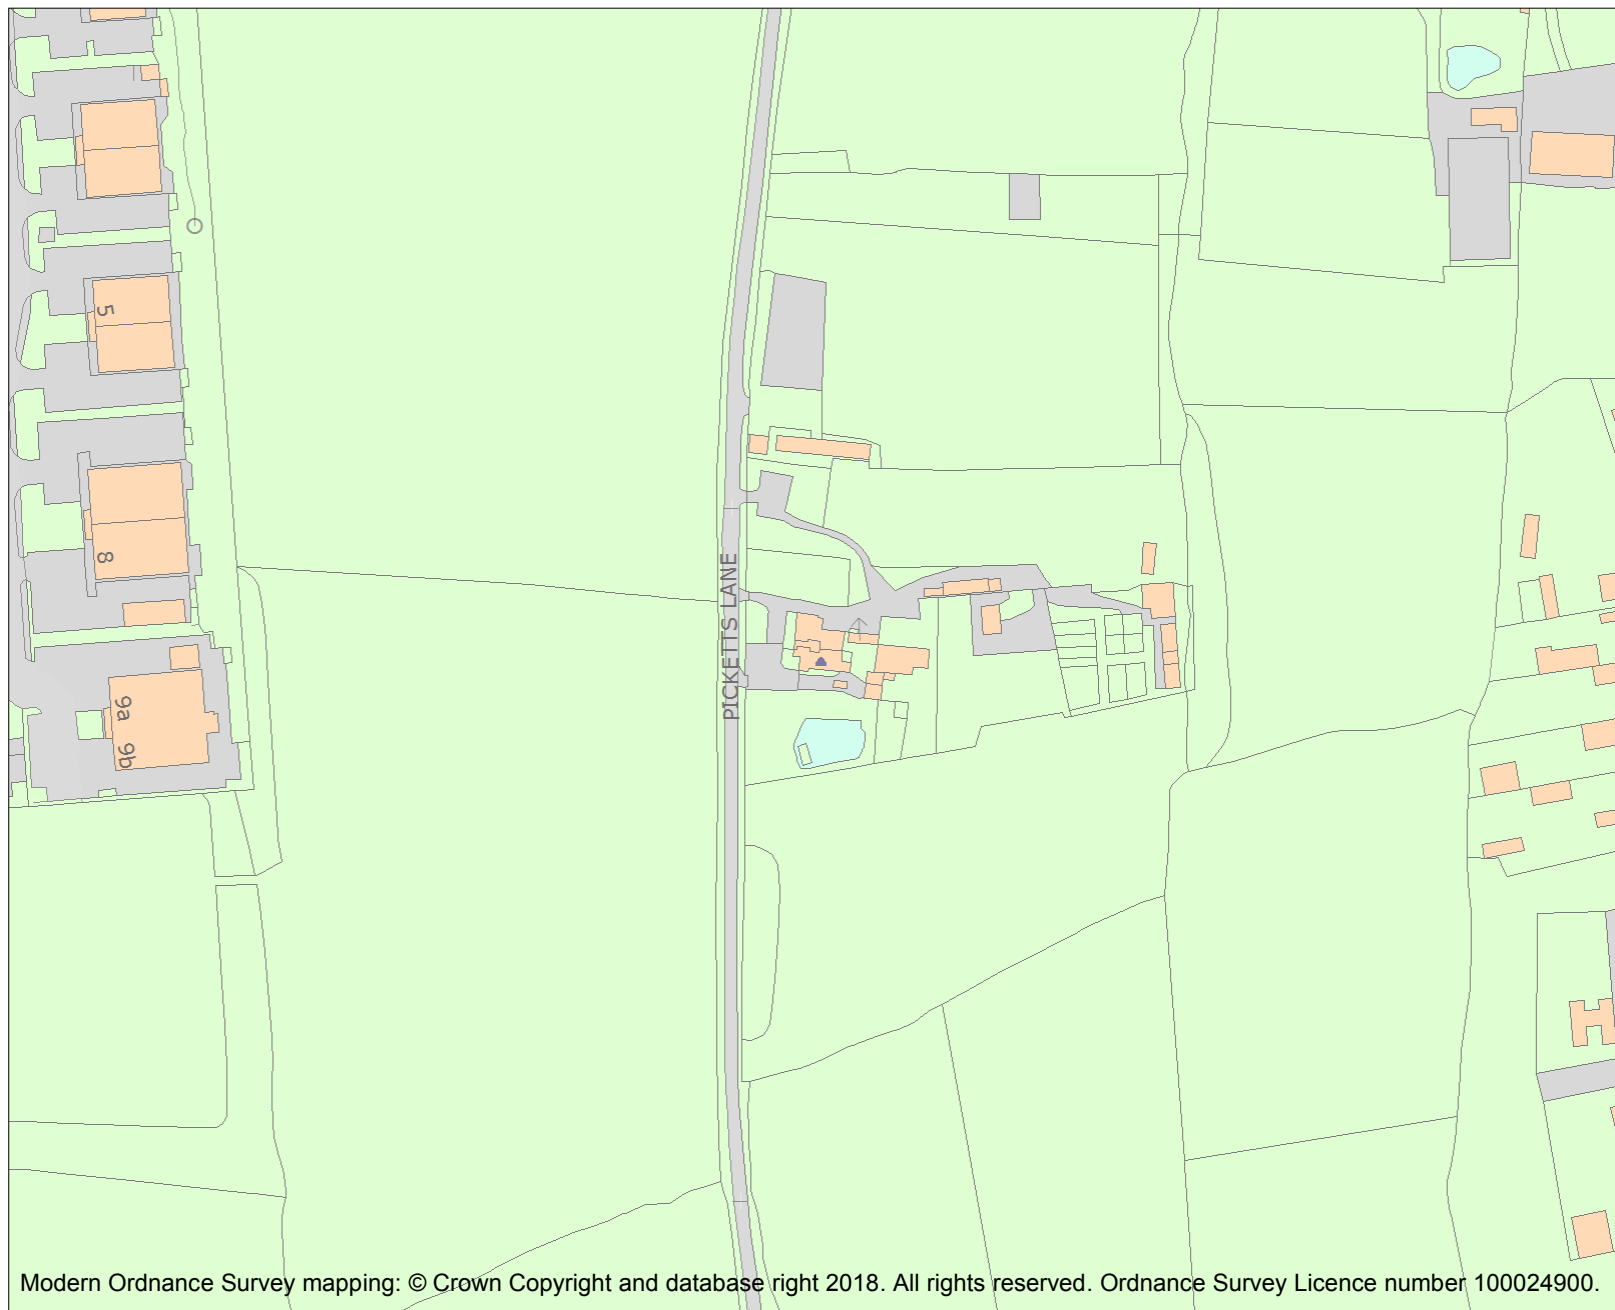 5
8
9a
9b
PICKETTS LANE
Modern Ordnance Survey mapping: © Crown Copyright and database right 2018. All rights reserved. Ordnance Survey Licence number 100024900.